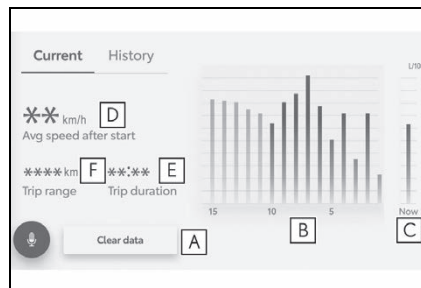 Current History
L/10
** km/h D
Avg speed after start
**** km F **:** E
Trip range Trip duration
15 10 5 Now
B C
Clear data A